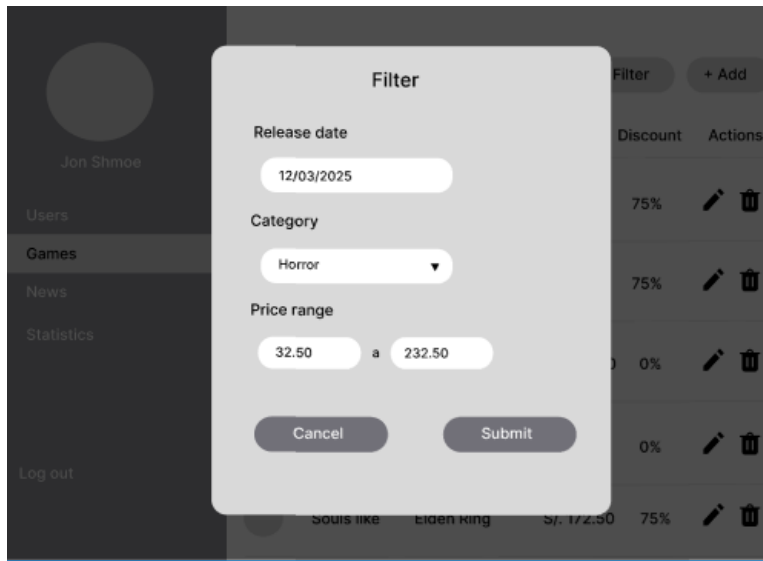 Filter
Release date
12/03/2025
Category
Horror
Price range
32.50 a 232.50
Cancel Submit
Jon Shmoe
Users
Games
News
Statistics
Log out
Filter + Add
Discount Actions
75%
75%
0 0%
0%
Souls like Elden Ring S/. 172.50 75%